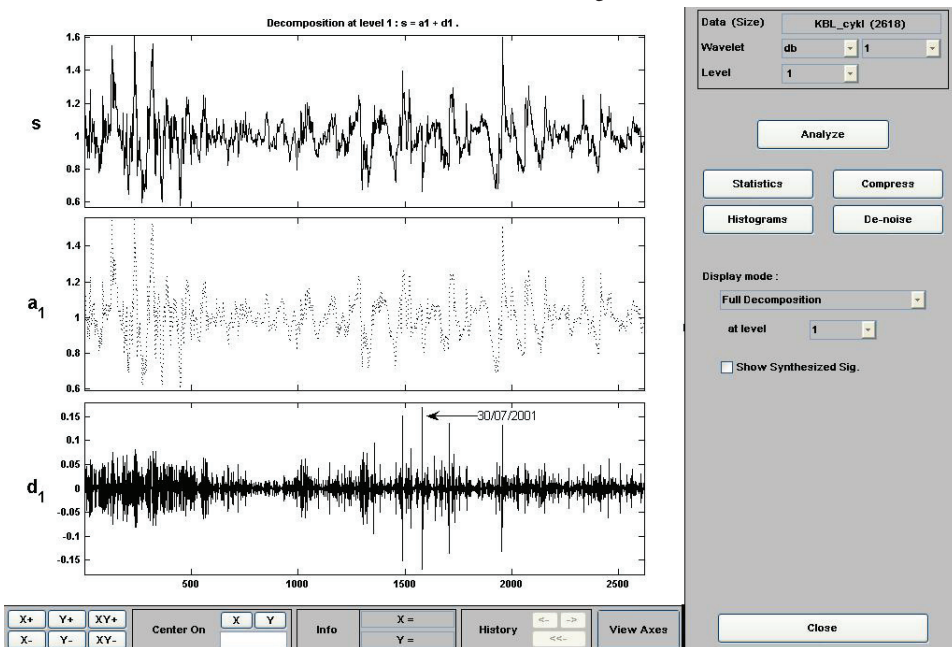 Decomposition at level 1 : s = a1 + d1 .
s
1.6
1.4
1.2
1
0.8
0.6
a1
1.4
1.2
1
0.8
0.6
d1
0.15
0.1
0.05
0
-0.05
-0.1
-0.15
30/07/2001
500 1000 1500 2000 2500
Data (Size) KBL_cykl (2618)
Wavelet db 1
Level 1
Analyze
Statistics Compress
Histograms De-noise
Display mode :
Full Decomposition
at level 1
Show Synthesized Sig.
X+ Y+ XY+
X- Y- XY-
Center On X Y
Info X =
Y =
History <- ->
<<-
View Axes
Close